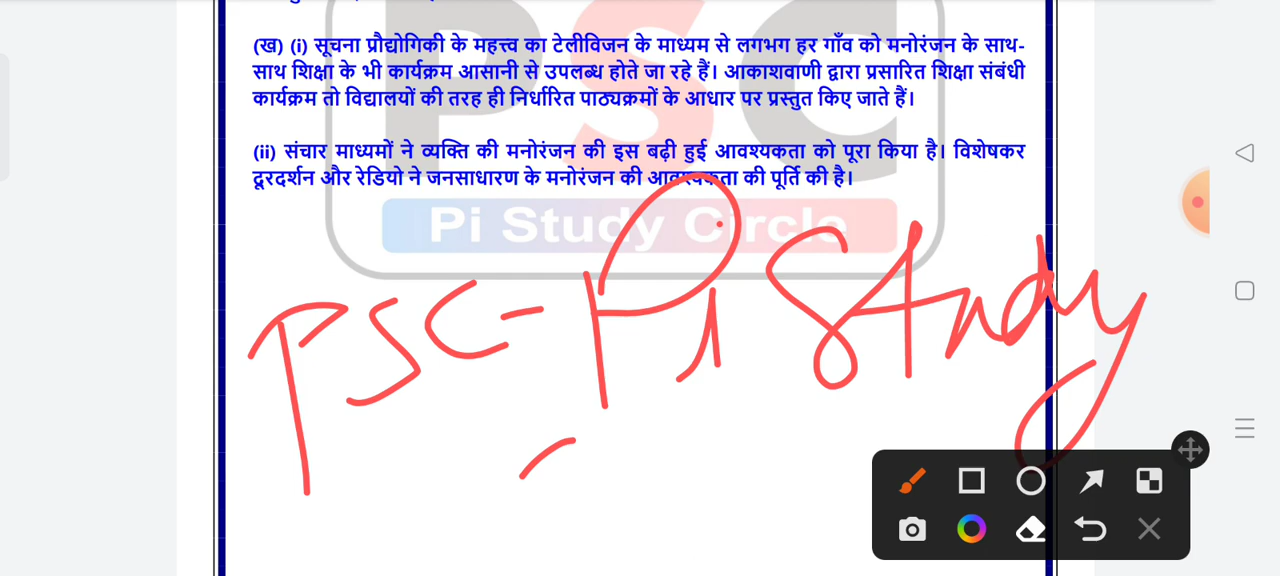 (ख) (i) सूचना प्रौद्योगिकी के महत्त्व का टेलीविजन के माध्यम से लगभग हर गाँव को मनोरंजन के साथ-
साथ शिक्षा के भी कार्यक्रम आसानी से उपलब्ध होते जा रहे हैं। आकाशवाणी द्वारा प्रसारित शिक्षा संबंधी
कार्यक्रम तो विद्यालयों की तरह ही निर्धारित पाठ्यक्रमों के आधार पर प्रस्तुत किए जाते हैं।
(ii) संचार माध्यमों ने व्यक्ति की मनोरंजन की इस बढ़ी हुई आवश्यकता को पूरा किया है। विशेषकर
दूरदर्शन और रेडियो ने जनसाधारण के मनोरंजन की आवश्यकता की पूर्ति की है।
PSC
Pi Study Circle
PSC - Pi Study